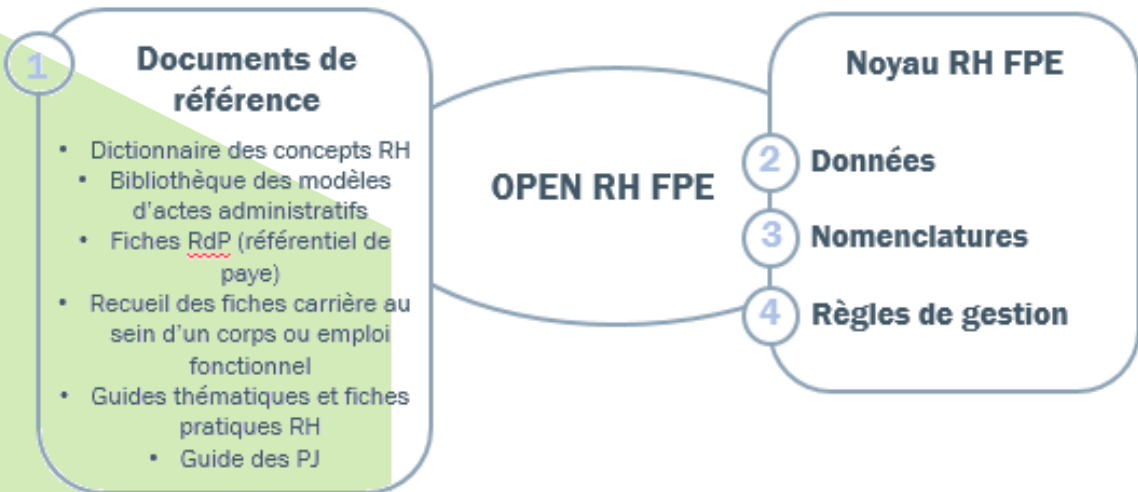 1
Documents de
référence
• Dictionnaire des concepts RH
• Bibliothèque des modèles
d'actes administratifs
• Fiches RdP (référentiel de
paye)
• Recueil des fiches carrière au
sein d'un corps ou emploi
fonctionnel
• Guides thématiques et fiches
pratiques RH
• Guide des PJ
OPEN RH FPE
Noyau RH FPE
2 Données
3 Nomenclatures
4 Règles de gestion